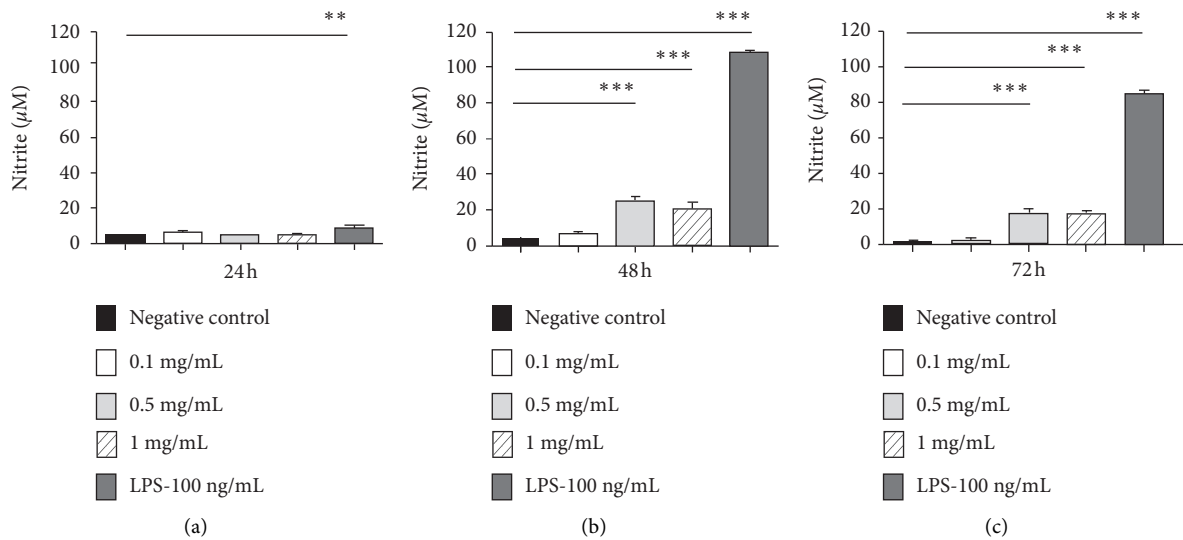 **
120
100
80
60
40
20
0
Nitrite (μM)
24 h
Negative control
0.1 mg/mL
0.5 mg/mL
1 mg/mL
LPS-100 ng/mL
(a)
***
***
***
120
100
80
60
40
20
0
Nitrite (μM)
48 h
Negative control
0.1 mg/mL
0.5 mg/mL
1 mg/mL
LPS-100 ng/mL
(b)
***
***
***
120
100
80
60
40
20
0
Nitrite (μM)
72 h
Negative control
0.1 mg/mL
0.5 mg/mL
1 mg/mL
LPS-100 ng/mL
(c)